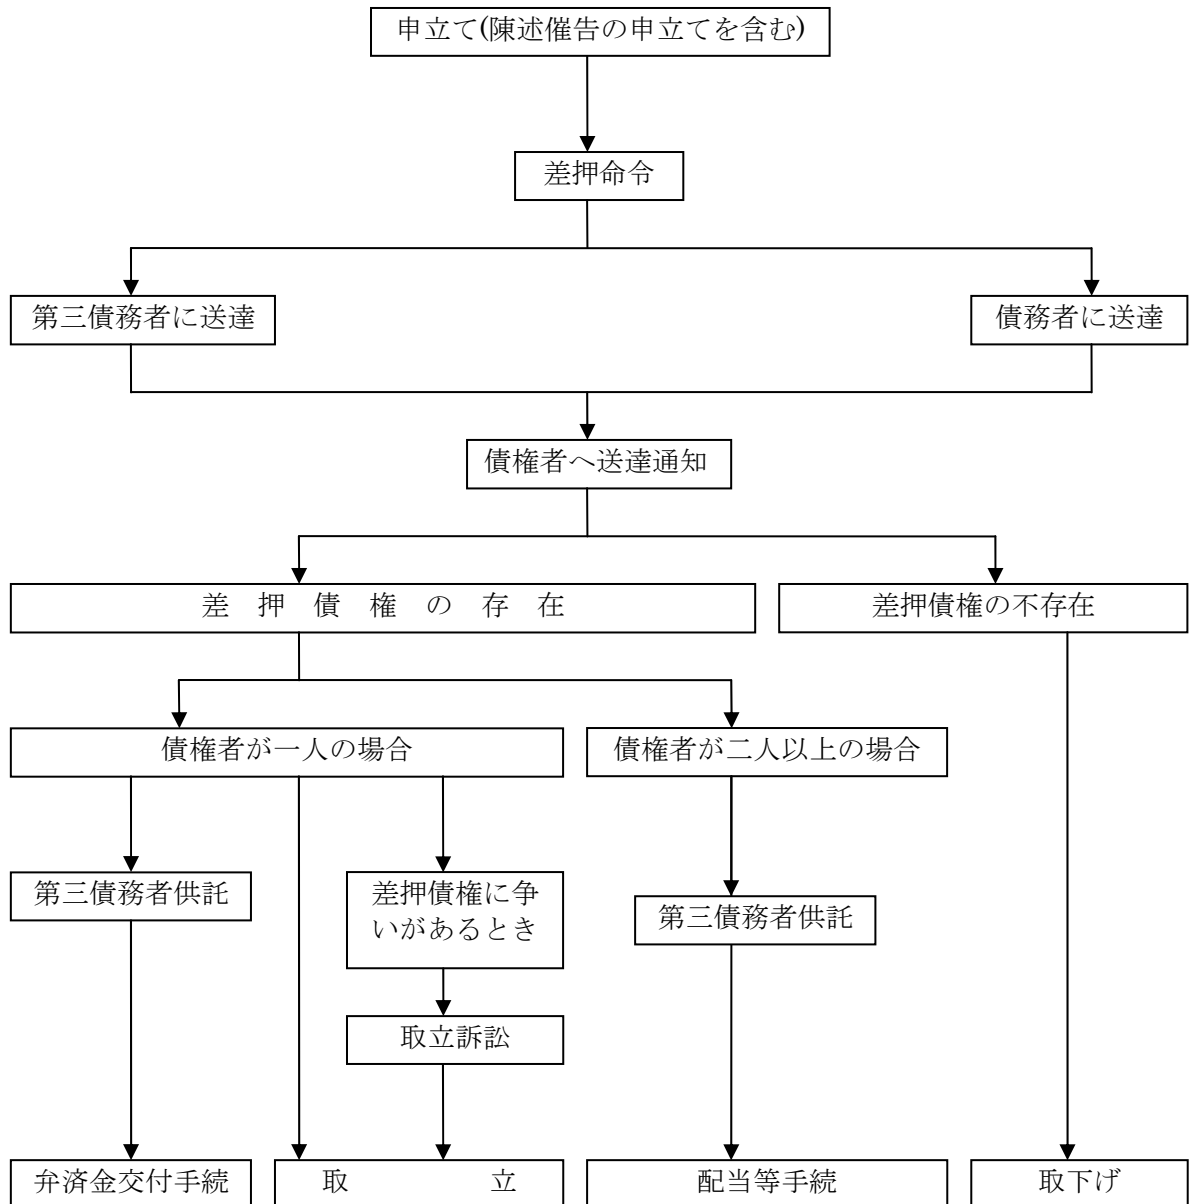 申立て(陳述催告の申立てを含む)
差押命令
第三債務者に送達
債務者に送達
債権者へ送達通知
差　押　債　権　の　存　在
差押債権の不存在
債権者が一人の場合
債権者が二人以上の場合
第三債務者供託
差押債権に争
いがあるとき
第三債務者供託
取立訴訟
弁済金交付手続
取　　　　　立
配当等手続
取下げ